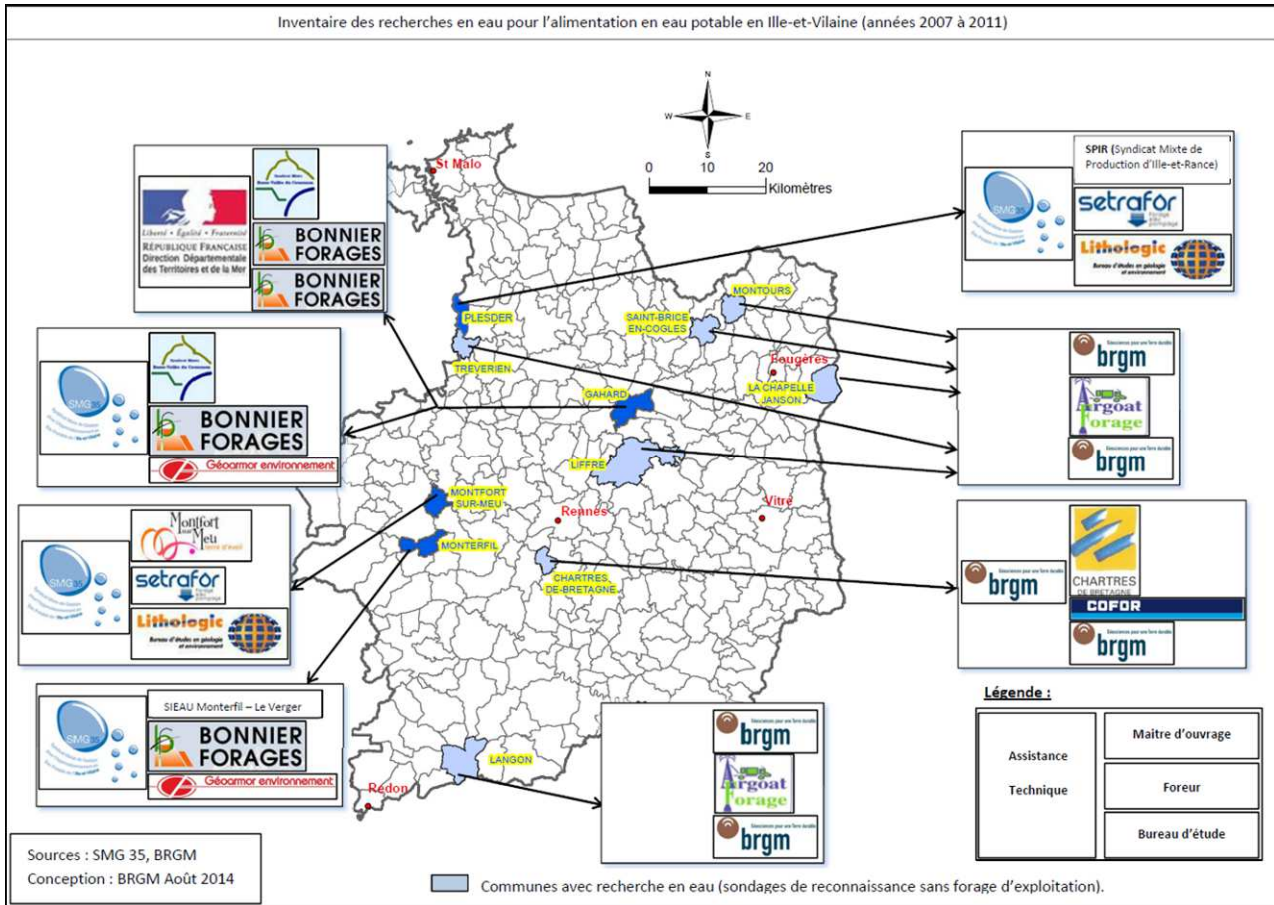 Inventaire des recherches en eau pour l'alimentation en eau potable en Ille-et-Vilaine (années 2007 à 2011)
N
W
E
S
0
10
20
Kilomètres
St Malo
Liberté • Égalité • Fraternité
RÉPUBLIQUE FRANÇAISE
Direction Départementale
des Territoires et de la Mer
BONNIER
FORAGES
BONNIER
FORAGES
SMG35
SPIR (Syndicat Mixte de
Production d'Ille-et-Rance)
setrafor
Lithologic
Bureau d'études en géologie
et environnement
PLESDER
TREVERIEN
MONTOURS
SAINT-BRICE
EN-COGLES
Fougères
LA CHAPELLE
JANSON
GAHARD
LIFFRE
MONTFORT
SUR-MEU
MONTERFIL
Rennes
Vitré
CHARTRES
DE-BRETAGNE
LANGON
Redon
SMG35
BONNIER
FORAGES
Géoarmor environnement
brgm
Argoat
Forage
brgm
SMG35
Montfort
sur
Meu
terre d'éveil
setrafor
Lithologic
Bureau d'études en géologie
et environnement
brgm
CHARTRES
DE BRETAGNE
COFOR
brgm
SMG35
SIEAU Monterfil – Le Verger
BONNIER
FORAGES
Géoarmor environnement
brgm
Argoat
Forage
brgm
Légende :
Assistance
Technique
Maitre d'ouvrage
Foreur
Bureau d'étude
Sources : SMG 35, BRGM
Conception : BRGM Août 2014
Communes avec recherche en eau (sondages de reconnaissance sans forage d'exploitation).